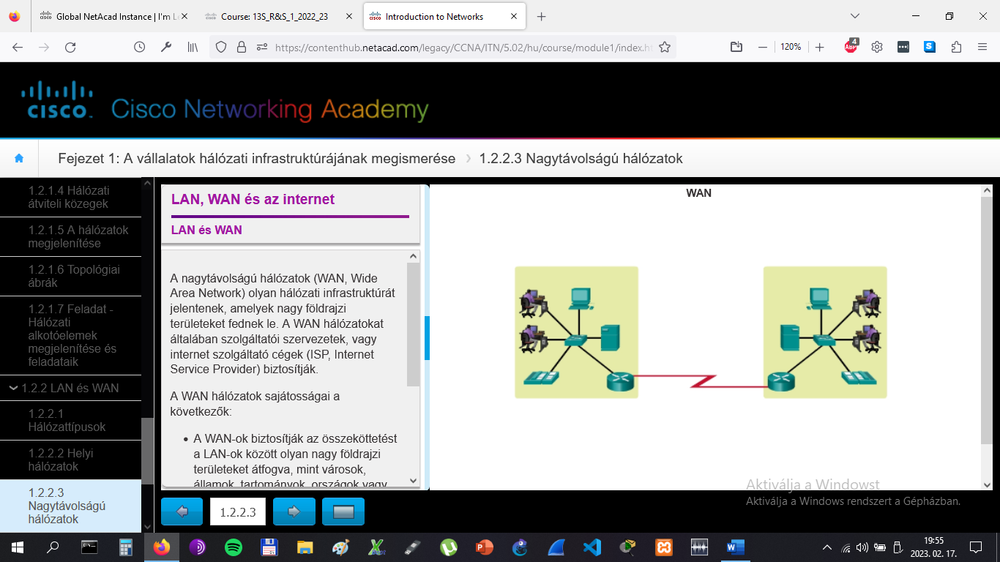 Global NetAcad Instance | I'm Le
Course: 13S_R&S_1_2022_23
Introduction to Networks
https://contenthub.netacad.com/legacy/CCNA/ITN/5.02/hu/course/module1/index.ht
120%
ABP
4
S
CISCO
Cisco Networking Academy
Fejezet 1: A vállalatok hálózati infrastruktúrájának megismerése
1.2.2.3 Nagytávolságú hálózatok
1.2.1.4 Hálózati
átviteli közegek
1.2.1.5 A hálózatok
megjelenítése
1.2.1.6 Topológiai
ábrák
1.2.1.7 Feladat -
Hálózati
alkotóelemek
megjelenítése és
feladataik
1.2.2 LAN és WAN
1.2.2.1
Hálózattípusok
1.2.2.2 Helyi
hálózatok
1.2.2.3
Nagytávolságú
hálózatok
LAN, WAN és az internet
LAN és WAN
A nagytávolságú hálózatok (WAN, Wide
Area Network) olyan hálózati infrastruktúrát
jelentenek, amelyek nagy földrajzi
területeket fednek le. A WAN hálózatokat
általában szolgáltatói szervezetek, vagy
internet szolgáltató cégek (ISP, Internet
Service Provider) biztosítják.
A WAN hálózatok sajátosságai a
következők:
• A WAN-ok biztosítják az összeköttetést
a LAN-ok között olyan nagy földrajzi
területeket átfogva, mint városok,
államok, tartományok, országok vagy
1.2.2.3
WAN
Aktiválja a Windowst
Aktiválja a Windows rendszert a Gépházban.
19:55
2023. 02. 17.